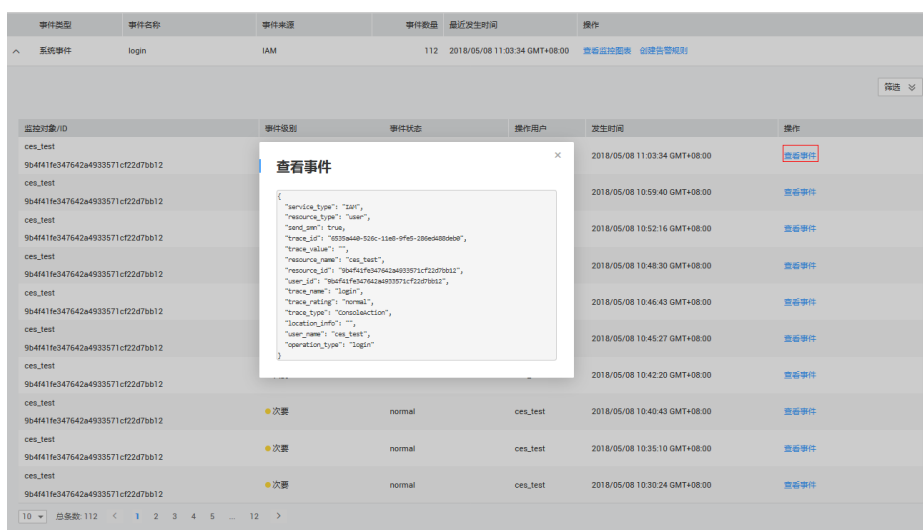 事件类型 事件名称 事件来源 事件数量 最近发生时间 操作
系统事件 login IAM 112 2018/05/08 11:03:34 GMT+08:00 查看监控图表 创建告警规则
筛选
监控对象/ID 事件级别 事件状态 操作用户 发生时间 操作
ces_test
9b4f41fe347642a4933571cf22d7bb12 2018/05/08 11:03:34 GMT+08:00 查看事件
ces_test
9b4f41fe347642a4933571cf22d7bb12 2018/05/08 10:59:40 GMT+08:00 查看事件
ces_test
9b4f41fe347642a4933571cf22d7bb12 2018/05/08 10:52:16 GMT+08:00 查看事件
ces_test
9b4f41fe347642a4933571cf22d7bb12 2018/05/08 10:48:30 GMT+08:00 查看事件
ces_test
9b4f41fe347642a4933571cf22d7bb12 2018/05/08 10:46:43 GMT+08:00 查看事件
ces_test
9b4f41fe347642a4933571cf22d7bb12 2018/05/08 10:45:27 GMT+08:00 查看事件
ces_test
9b4f41fe347642a4933571cf22d7bb12 2018/05/08 10:42:20 GMT+08:00 查看事件
查看事件
{
"service_type": "IAM",
"resource_type": "user",
"send_smn": true,
"trace_id": "6535a440-526c-11e8-9fe5-286ed488deb0",
"trace_value": "",
"resource_name": "ces_test",
"resource_id": "9b4f41fe347642a4933571cf22d7bb12",
"user_id": "9b4f41fe347642a4933571cf22d7bb12",
"trace_name": "login",
"trace_rating": "normal",
"trace_type": "ConsoleAction",
"location_info": "",
"user_name": "ces_test",
"operation_type": "login"
}
ces_test
9b4f41fe347642a4933571cf22d7bb12 次要 normal ces_test 2018/05/08 10:40:43 GMT+08:00 查看事件
ces_test
9b4f41fe347642a4933571cf22d7bb12 次要 normal ces_test 2018/05/08 10:35:10 GMT+08:00 查看事件
ces_test
9b4f41fe347642a4933571cf22d7bb12 次要 normal ces_test 2018/05/08 10:30:24 GMT+08:00 查看事件
10 总条数: 112 < 1 2 3 4 5 ... 12 >